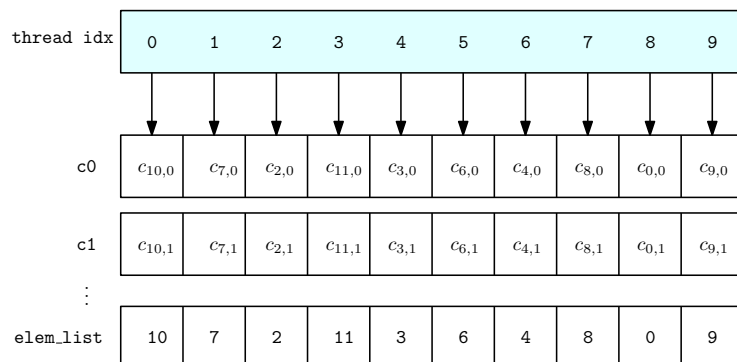 thread idx 0 1 2 3 4 5 6 7 8 9
c0 c10,0 c7,0 c2,0 c11,0 c3,0 c6,0 c4,0 c8,0 c0,0 c9,0
c1 c10,1 c7,1 c2,1 c11,1 c3,1 c6,1 c4,1 c8,1 c0,1 c9,1
⋮
elem_list 10 7 2 11 3 6 4 8 0 9